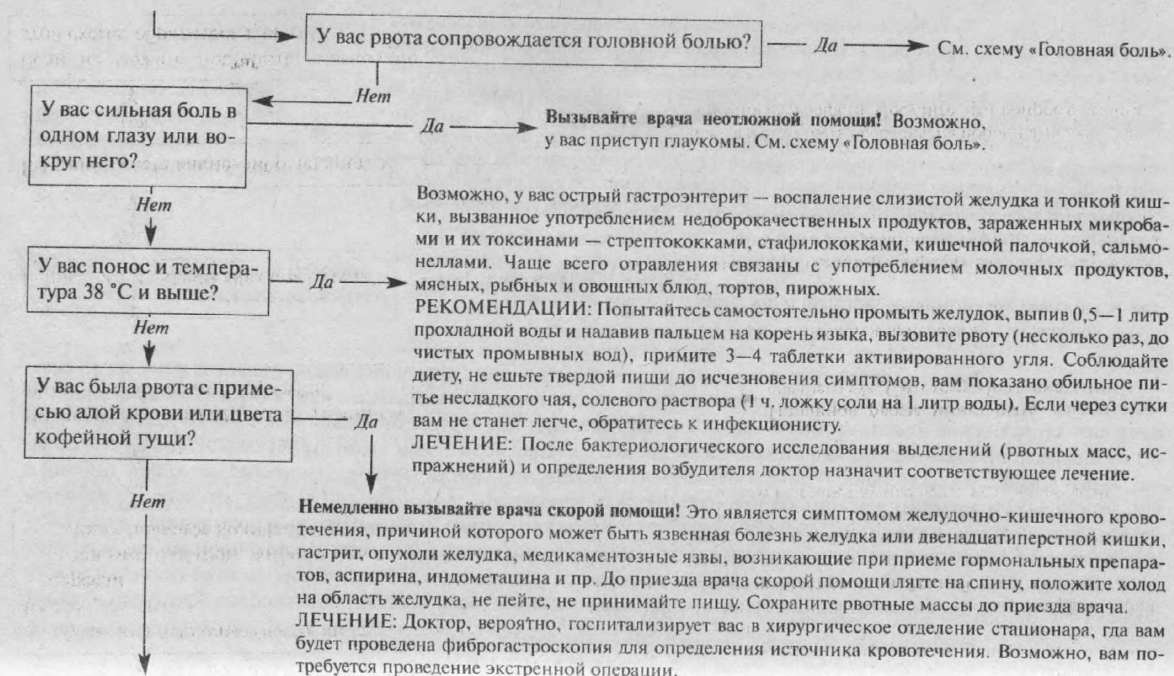 У вас рвота сопровождается головной болью?
Да
См. схему «Головная боль».
Нет
У вас сильная боль в
одном глазу или во-
круг него?
Да
Вызывайте врача неотложной помощи! Возможно
у вас приступ глаукомы. См. схему «Головная боль».
Нет
У вас понос и темпера-
тура 38 °С и выше?
Да
Возможно, у вас острый гастроэнтерит — воспаление слизистой желудка и тонкой киш-
ки, вызванное употреблением недоброкачественных продуктов, зараженных микроба-
ми и их токсинами — стрептококками, стафилококками, кишечной палочкой, сальмо-
неллами. Чаще всего отравления связаны с употреблением молочных продуктов,
мясных, рыбных и овощных блюд, тортов, пирожных.
РЕКОМЕНДАЦИИ: Попытайтесь самостоятельно промыть желудок, выпив 0,5—1 литр
прохладной воды и надавив пальцем на корень языка, вызовите рвоту (несколько раз, до
чистых промывных вод), примите 3—4 таблетки активированного угля. Соблюдайте
диету, не ешьте твердой пищи до исчезновения симптомов, вам показано обильное пи-
тье несладкого чая, солевого раствора (1 ч. ложку соли на 1 литр воды). Если через сутки
вам не станет легче, обратитесь к инфекционисту.
ЛЕЧЕНИЕ: После бактериологического исследования выделений (рвотных масс, ис-
пражнений) и определения возбудителя доктор назначит соответствующее лечение.
Нет
У вас была рвота с приме-
сью алой крови или цвета
кофейной гущи?
Да
Нет
Немедленно вызывайте врача скорой помощи! Это является симптомом желудочно-кишечного крово-
течения, причиной которого может быть язвенная болезнь желудка или двенадцатиперстной кишки,
гастрит, опухоли желудка, медикаментозные язвы, возникающие при приеме гормональных препара-
тов, аспирина, индометацина и пр. До приезда врача скорой помощи лягте на спину, положите холод
на область желудка, не пейте, не принимайте пищу. Сохраните рвотные массы до приезда врача.
ЛЕЧЕНИЕ: Доктор, вероятно, госпитализирует вас в хирургическое отделение стационара, гда вам
будет проведена фиброгастроскопия для определения источника кровотечения. Возможно, вам по-
требуется проведение экстренной операции.